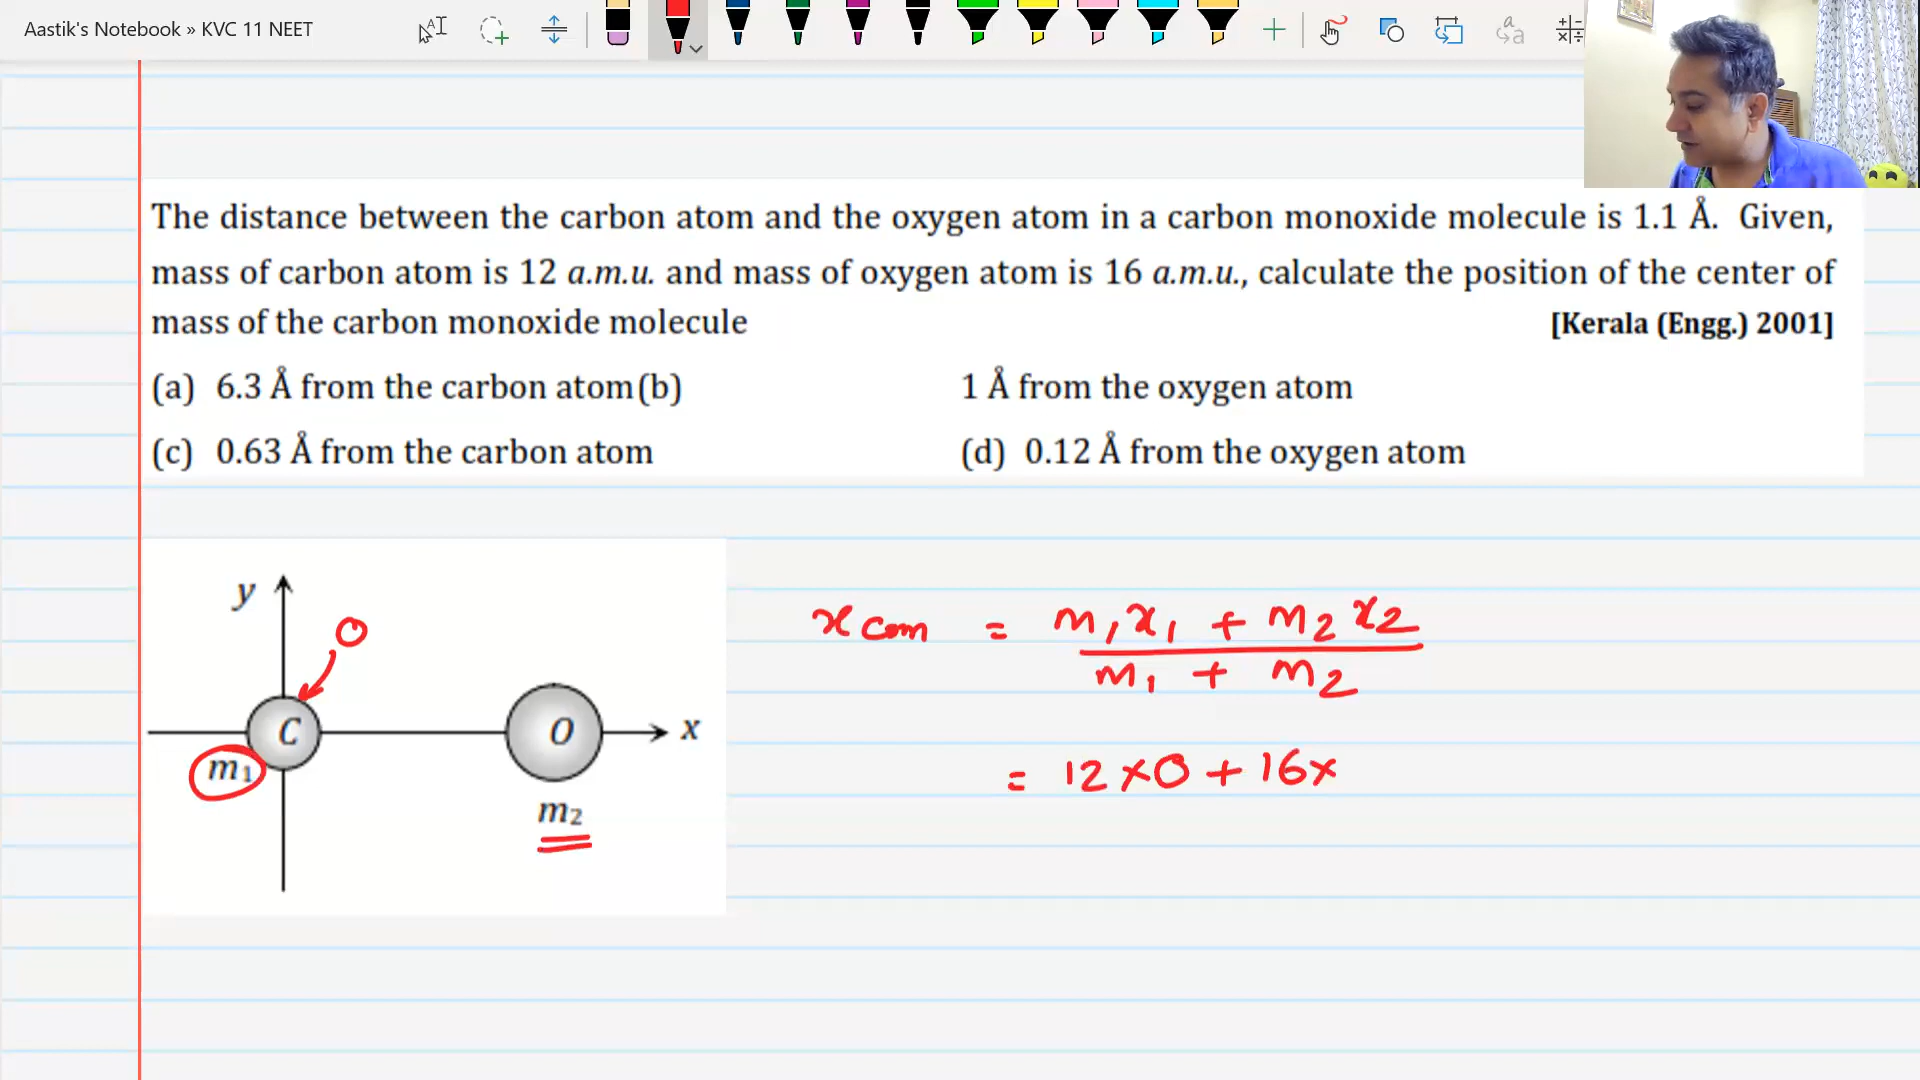 Aastik's Notebook » KVC 11 NEET
The distance between the carbon atom and the oxygen atom in a carbon monoxide molecule is 1.1 Å. Given,
mass of carbon atom is 12 a.m.u. and mass of oxygen atom is 16 a.m.u., calculate the position of the center of
mass of the carbon monoxide molecule [Kerala (Engg.) 2001]
(a) 6.3 Å from the carbon atom(b) 1 Å from the oxygen atom
(c) 0.63 Å from the carbon atom (d) 0.12 Å from the oxygen atom
y
0
C
O
x
m₁
m₂
x com = m₁x₁ + m₂x₂
m₁ + m₂
= 12×0 + 16×